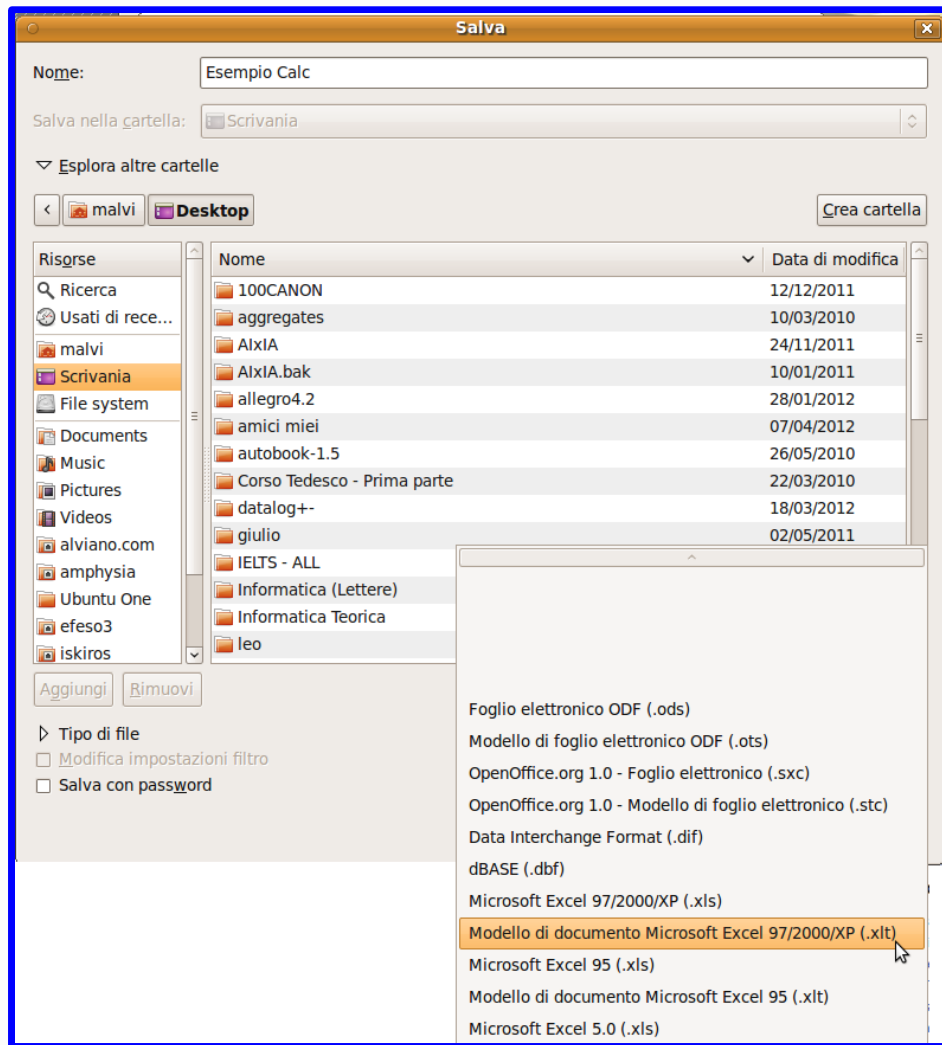 Salva
Nome: Esempio Calc
Salva nella cartella: Scrivania
Esplora altre cartelle
malvi Desktop Crea cartella
Risorse Nome Data di modifica
Ricerca 100CANON 12/12/2011
Usati di rece... aggregates 10/03/2010
malvi AIxIA 24/11/2011
Scrivania AIxIA.bak 10/01/2011
File system allegro4.2 28/01/2012
Documents amici miei 07/04/2012
Music autobook-1.5 26/05/2010
Pictures Corso Tedesco - Prima parte 22/03/2010
Videos datalog+- 18/03/2012
alviano.com giulio 02/05/2011
amphysia IELTS - ALL
Ubuntu One Informatica (Lettere)
efeso3 Informatica Teorica
iskiros leo
Aggiungi Rimuovi
Tipo di file
Modifica impostazioni filtro
Salva con password
Foglio elettronico ODF (.ods)
Modello di foglio elettronico ODF (.ots)
OpenOffice.org 1.0 - Foglio elettronico (.sxc)
OpenOffice.org 1.0 - Modello di foglio elettronico (.stc)
Data Interchange Format (.dif)
dBASE (.dbf)
Microsoft Excel 97/2000/XP (.xls)
Modello di documento Microsoft Excel 97/2000/XP (.xlt)
Microsoft Excel 95 (.xls)
Modello di documento Microsoft Excel 95 (.xlt)
Microsoft Excel 5.0 (.xls)